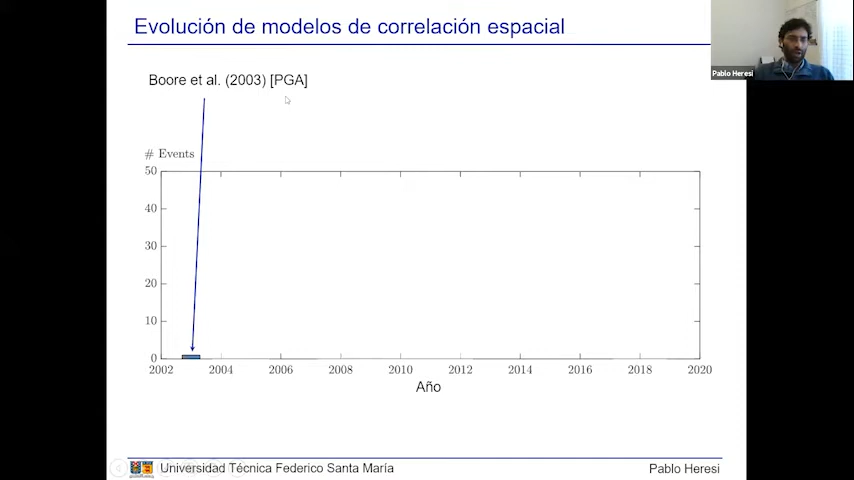 Evolución de modelos de correlación espacial
Pablo Heresi
Boore et al. (2003) [PGA]
# Events
50
40
30
20
10
0
2002 2004 2006 2008 2010 2012 2014 2016 2018 2020
Año
Universidad Técnica Federico Santa María
Pablo Heresi